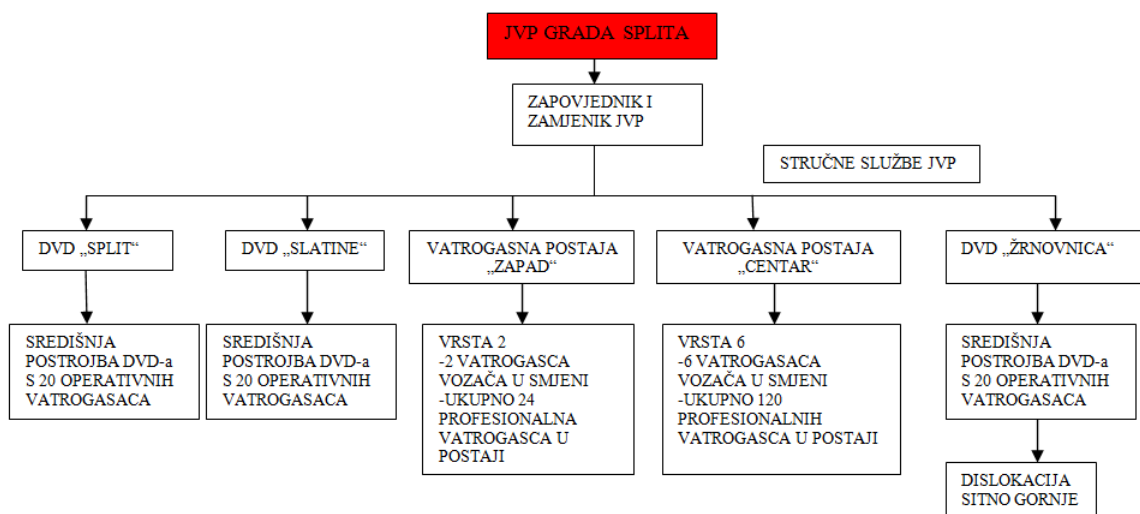 JVP GRADA SPLITA
ZAPOVJEDNIK I
ZAMJENIK JVP
STRUČNE SLUŽBE JVP
DVD „SPLIT“
DVD „SLATINE“
VATROGASNA POSTAJA
„ZAPAD“
VATROGASNA POSTAJA
„CENTAR“
DVD „ŽRNOVNICA“
SREDIŠNJA
POSTROJBA DVD-a
S 20 OPERATIVNIH
VATROGASACA
SREDIŠNJA
POSTROJBA DVD-a
S 20 OPERATIVNIH
VATROGASACA
VRSTA 2
-2 VATROGASCA
VOZAČA U SMJENI
-UKUPNO 24
PROFESIONALNA
VATROGASCA U
POSTAJI
VRSTA 6
-6 VATROGASACA
VOZAČA U SMJENI
-UKUPNO 120
PROFESIONALNIH
VATROGASCA U POSTAJI
SREDIŠNJA
POSTROJBA DVD-a
S 20 OPERATIVNIH
VATROGASACA
DISLOKACIJA
SITNO GORNJE